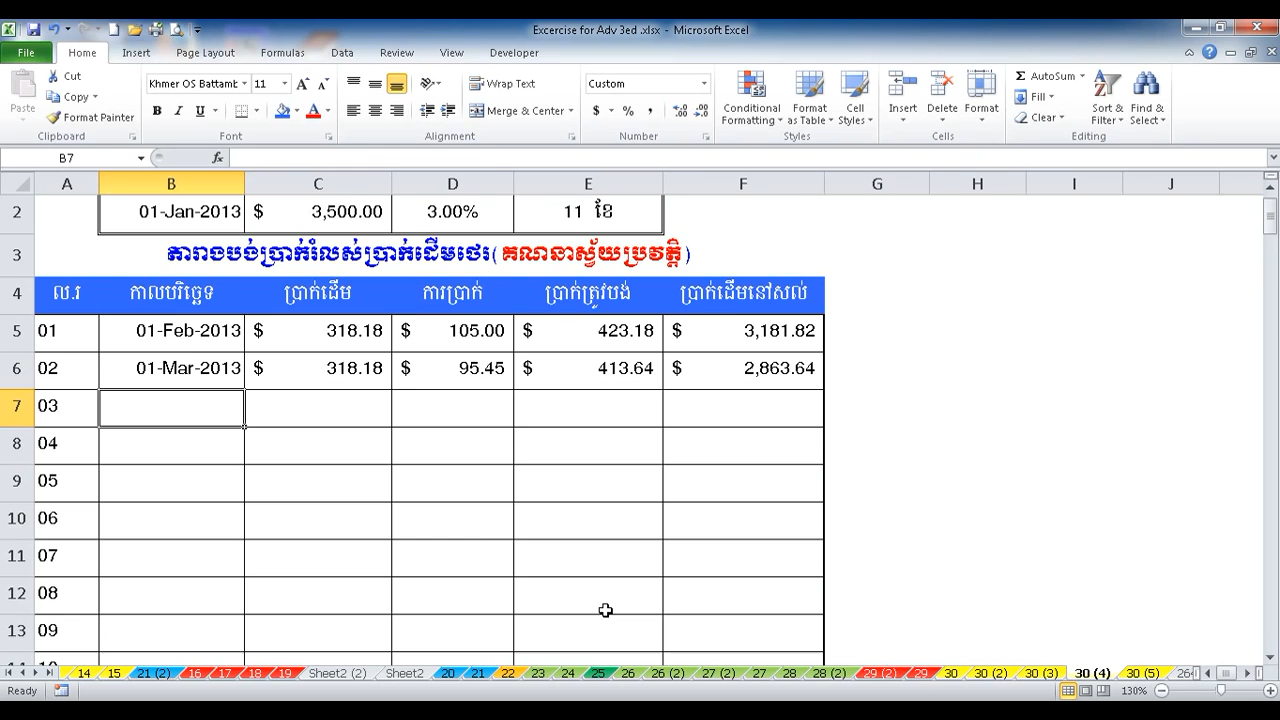 Exercise for Adv 3ed .xlsx - Microsoft Excel
File Home Insert Page Layout Formulas Data Review View Developer
Paste
Cut
Copy
Format Painter
Clipboard
Khmer OS Battamb 11
Font
Wrap Text
Merge & Center
Alignment
Custom
Number
Conditional Formatting
Format as Table
Cell Styles
Styles
Insert
Delete
Format
Cells
AutoSum
Fill
Clear
Sort & Filter
Find & Select
Editing
B7 fx
A B C D E F G H I J
2 01-Jan-2013 $ 3,500.00 3.00% 11 ខែ
3 តារាងបង់ប្រាក់រំលស់ប្រាក់ដើមថេរ(គណនាស្វ័យប្រវត្តិ)
4 ល.រ កាលបរិច្ឆេទ ប្រាក់ដើម ការប្រាក់ ប្រាក់ត្រូវបង់ ប្រាក់ដើមនៅសល់
5 01 01-Feb-2013 $ 318.18 $ 105.00 $ 423.18 $ 3,181.82
6 02 01-Mar-2013 $ 318.18 $ 95.45 $ 413.64 $ 2,863.64
7 03
8 04
9 05
10 06
11 07
12 08
13 09
14 15 21 (2) 16 17 18 19 Sheet2 (2) Sheet2 20 21 22 23 24 25 26 26 (2) 27 (2) 27 28 28 (2) 29 (2) 29 30 30 (2) 30 (3) 30 (4) 30 (5)
Ready 130%